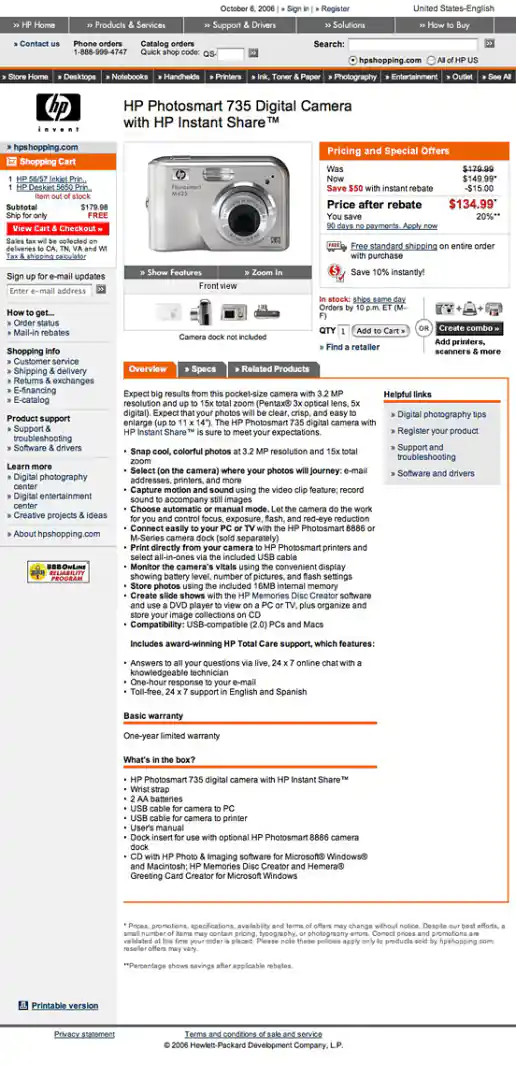 October 6, 2006 | » Sign in | » Register
United States-English
» HP Home
» Products & Services
» Support & Drivers
» Solutions
» How to Buy
» Contact us
Phone orders
1-888-999-4747
Catalog orders
Quick shop code: QS-
Search:
hpshopping.com
All of HP US
» Store Home
» Desktops
» Notebooks
» Handhelds
» Printers
» Ink, Toner & Paper
» Photography
» Entertainment
» Outlet
» See All
hp
invent
HP Photosmart 735 Digital Camera
with HP Instant Share™
» hpshopping.com
Shopping Cart
1 HP 56/57 Inkjet Prin..
1 HP Deskjet 5650 Prin..
Item out of stock
Subtotal $179.98
Ship for only FREE
View Cart & Checkout »
Sales tax will be collected on
deliveries to CA, TN, VA and WI
Tax & shipping calculator
Sign up for e-mail updates
Enter e-mail address
How to get...
» Order status
» Mail-in rebates
Shopping info
» Customer service
» Shipping & delivery
» Returns & exchanges
» E-financing
» E-catalog
Product support
» Support &
troubleshooting
» Software & drivers
Learn more
» Digital photography
center
» Digital entertainment
center
» Creative projects & ideas
» About hpshopping.com
BBBOnLine
RELIABILITY
PROGRAM
» Show Features
» Zoom in
Front view
Camera dock not included
Pricing and Special Offers
Was $179.99
Now $149.99*
Save $50 with instant rebate -$15.00
Price after rebate $134.99*
You save 20%**
90 days no payments. Apply now
FREE
Free standard shipping on entire order
with purchase
Save 10% instantly!
In stock: ships same day
Orders by 10 p.m. ET (M-
F)
QTY 1 Add to Cart »
OR
Create combo »
Add printers,
scanners & more
» Find a retailer
Overview
» Specs
» Related Products
Expect big results from this pocket-size camera with 3.2 MP
resolution and up to 15x total zoom (Pentax® 3x optical lens, 5x
digital). Expect that your photos will be clear, crisp, and easy to
enlarge (up to 11 x 14"). The HP Photosmart 735 digital camera with
HP Instant Share™ is sure to meet your expectations.
• Snap cool, colorful photos at 3.2 MP resolution and 15x total
zoom
• Select (on the camera) where your photos will journey: e-mail
addresses, printers, and more
• Capture motion and sound using the video clip feature; record
sound to accompany still images
• Choose automatic or manual mode. Let the camera do the work
for you and control focus, exposure, flash, and red-eye reduction
• Connect easily to your PC or TV with the HP Photosmart 8886 or
M-Series camera dock (sold separately)
• Print directly from your camera to HP Photosmart printers and
select all-in-ones via the included USB cable
• Monitor the camera's vitals using the convenient display
showing battery level, number of pictures, and flash settings
• Store photos using the included 16MB internal memory
• Create slide shows with the HP Memories Disc Creator software
and use a DVD player to view on a PC or TV, plus organize and
store your image collections on CD
• Compatibility: USB-compatible (2.0) PCs and Macs
Includes award-winning HP Total Care support, which features:
• Answers to all your questions via live, 24 x 7 online chat with a
knowledgeable technician
• One-hour response to your e-mail
• Toll-free, 24 x 7 support in English and Spanish
Basic warranty
One-year limited warranty
What's in the box?
• HP Photosmart 735 digital camera with HP Instant Share™
• Wrist strap
• 2 AA batteries
• USB cable for camera to PC
• USB cable for camera to printer
• User's manual
• Dock insert for use with optional HP Photosmart 8886 camera
dock
• CD with HP Photo & Imaging software for Microsoft® Windows®
and Macintosh; HP Memories Disc Creator and Hemera®
Greeting Card Creator for Microsoft Windows
Helpful links
» Digital photography tips
» Register your product
» Support and
troubleshooting
» Software and drivers
* Prices, promotions, specifications, availability and terms of offers may change without notice. Despite our best efforts, a
small number of items may contain pricing, typography, or photography errors. Correct prices and promotions are
validated at the time your order is placed. Please note these policies apply only to products sold by hpshopping.com;
reseller offers may vary.
**Percentage shows savings after applicable rebates.
Printable version
Privacy statement
Terms and conditions of sale and service
© 2006 Hewlett-Packard Development Company, L.P.